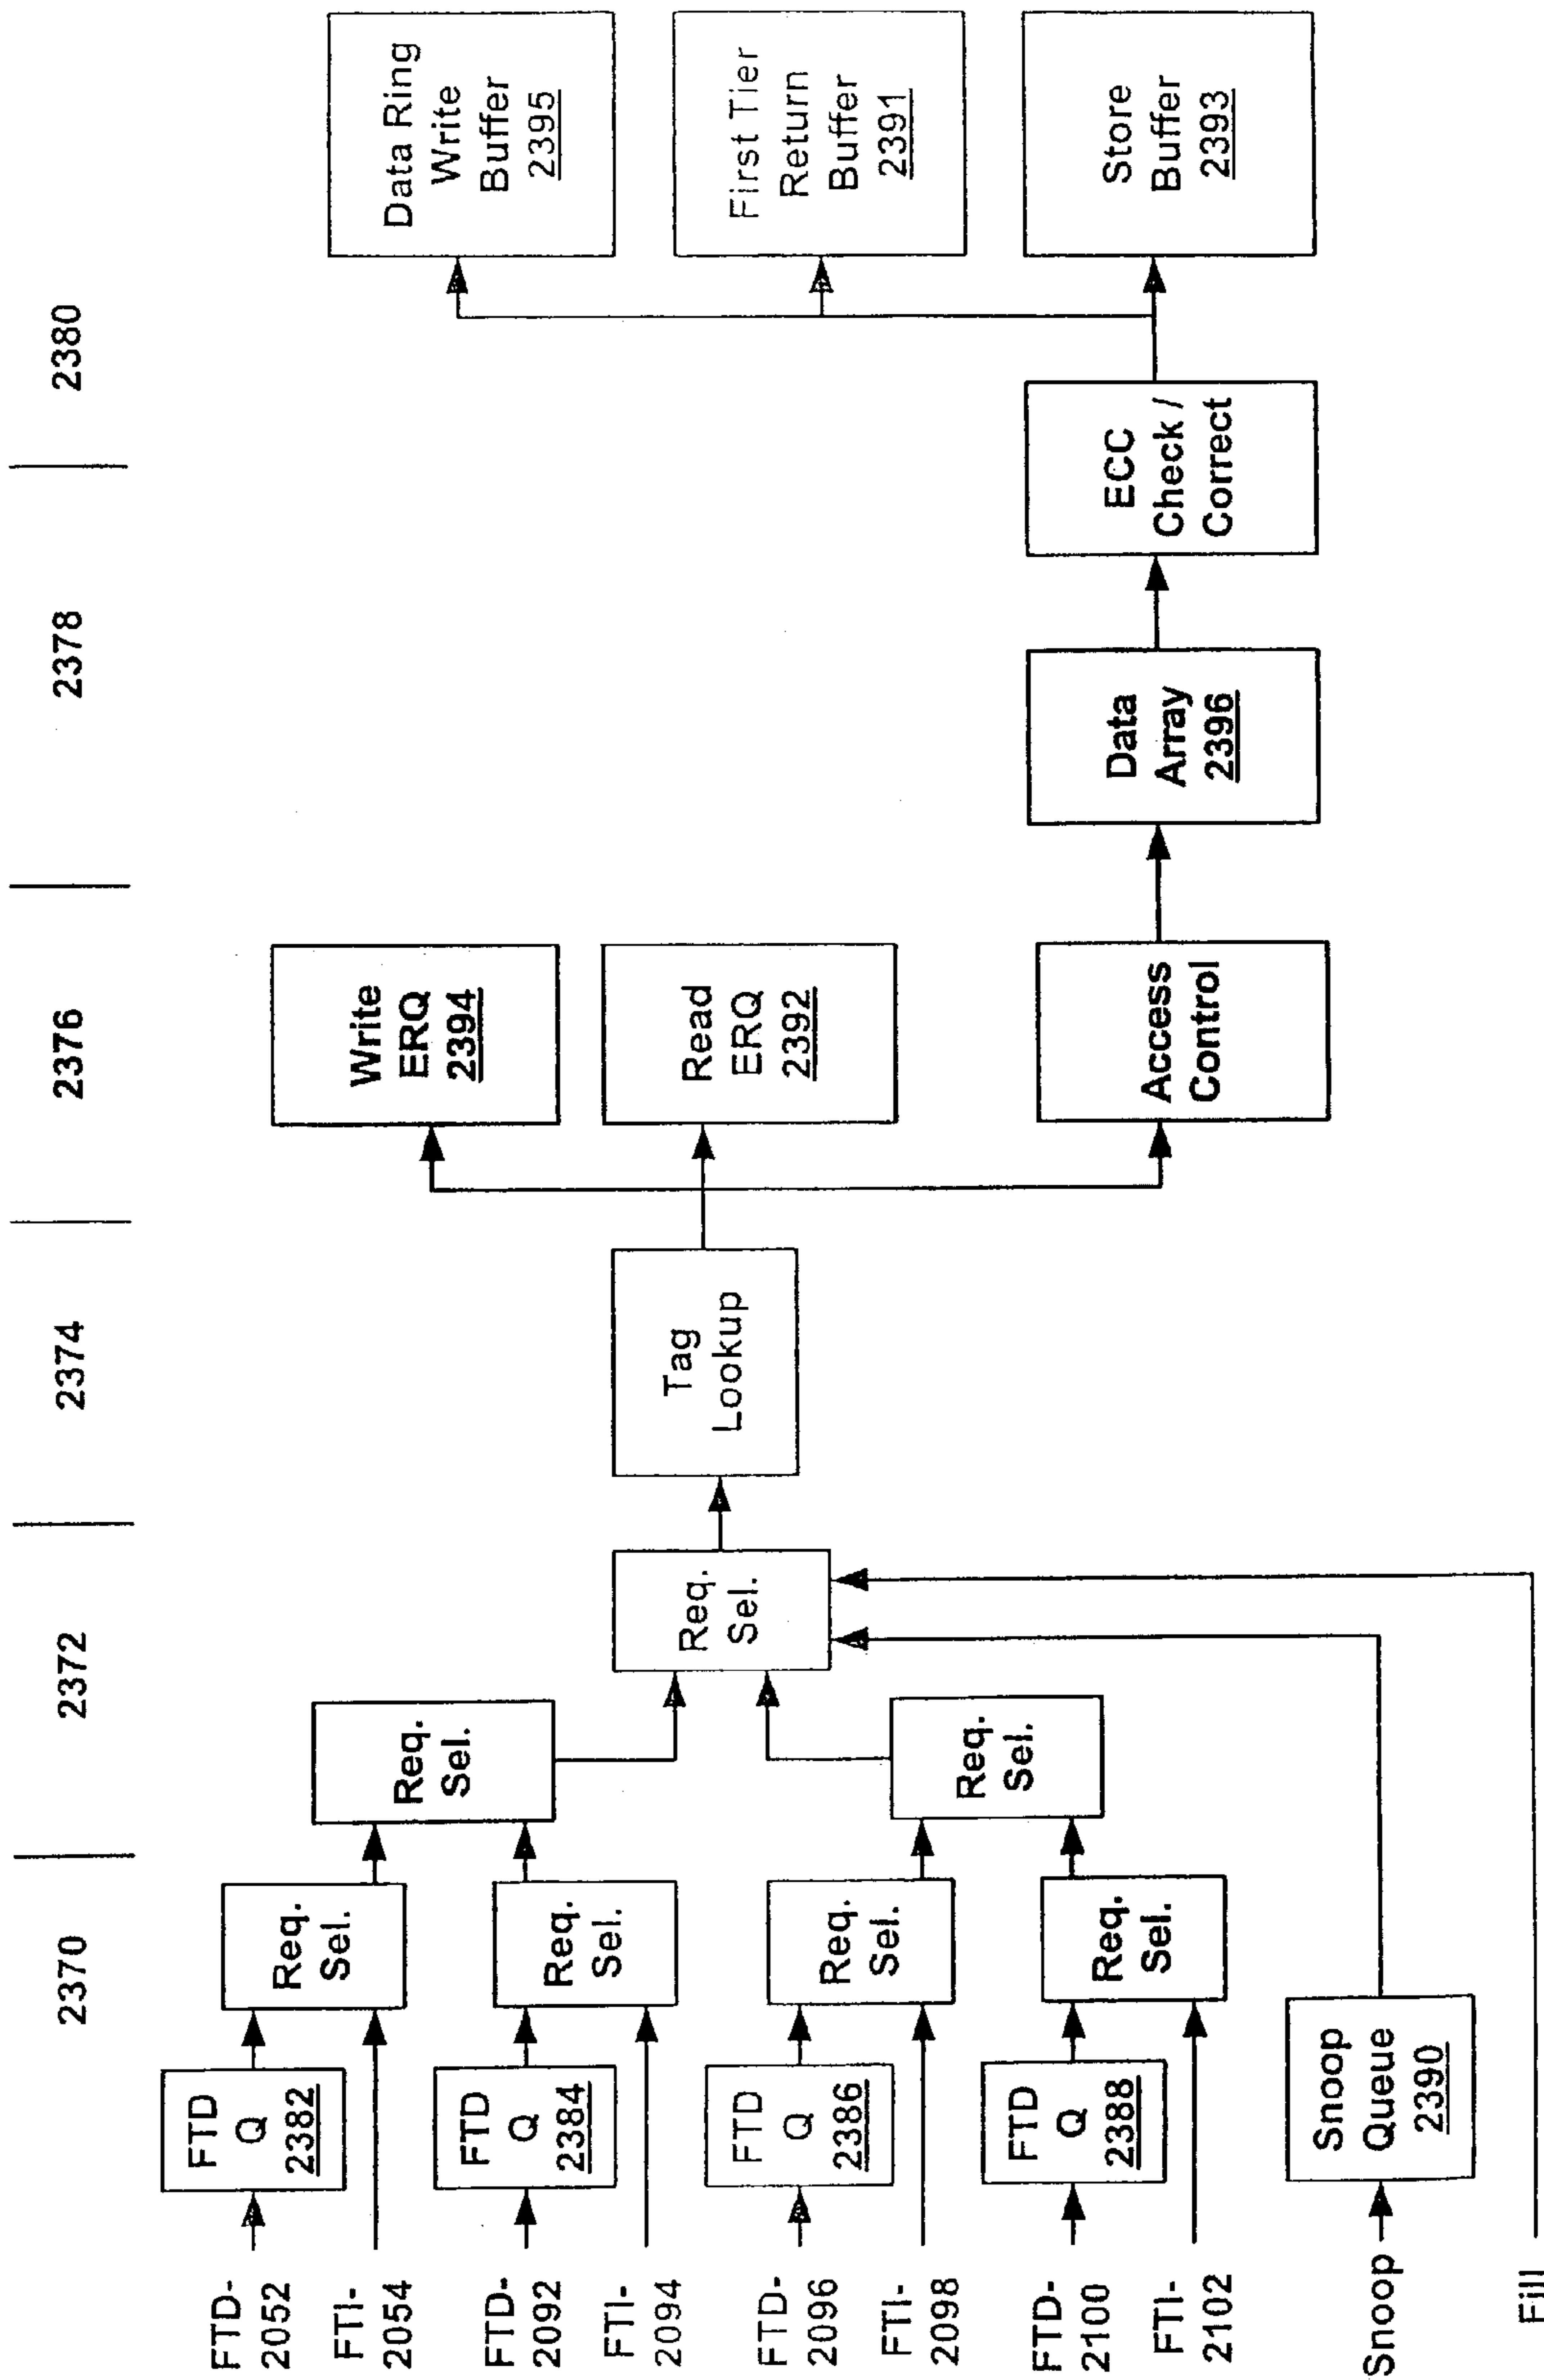 2370
2372
2374
2376
2378
2380
FTD-
2052
FTI-
2054
FTD-
2092
FTI-
2094
FTD-
2096
FTI-
2098
FTD-
2100
FTI-
2102
Snoop
Fill
FTD
Q
2382
FTD
Q
2384
FTD
Q
2386
FTD
Q
2388
Snoop
Queue
2390
Req.
Sel.
Req.
Sel.
Req.
Sel.
Req.
Sel.
Req.
Sel.
Req.
Sel.
Req.
Sel.
Tag
Lookup
Write
ERQ
2394
Read
ERQ
2392
Access
Control
Data
Array
2396
ECC
Check /
Correct
Data Ring
Write
Buffer
2395
First Tier
Return
Buffer
2391
Store
Buffer
2393